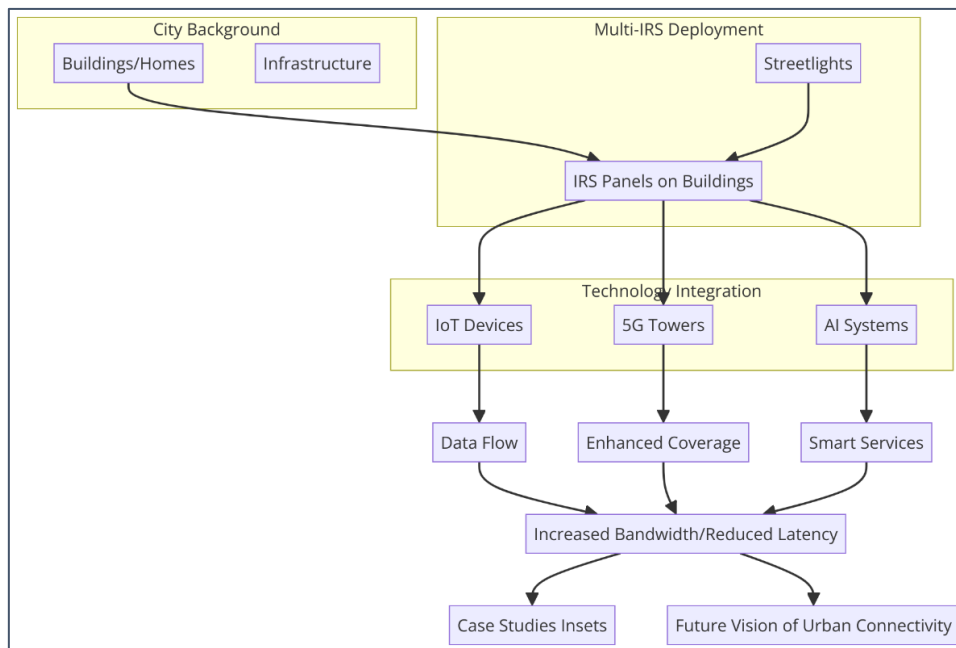 City Background
Multi-IRS Deployment
Buildings/Homes
Infrastructure
Streetlights
IRS Panels on Buildings
Technology Integration
IoT Devices
5G Towers
AI Systems
Data Flow
Enhanced Coverage
Smart Services
Increased Bandwidth/Reduced Latency
Case Studies Insets
Future Vision of Urban Connectivity